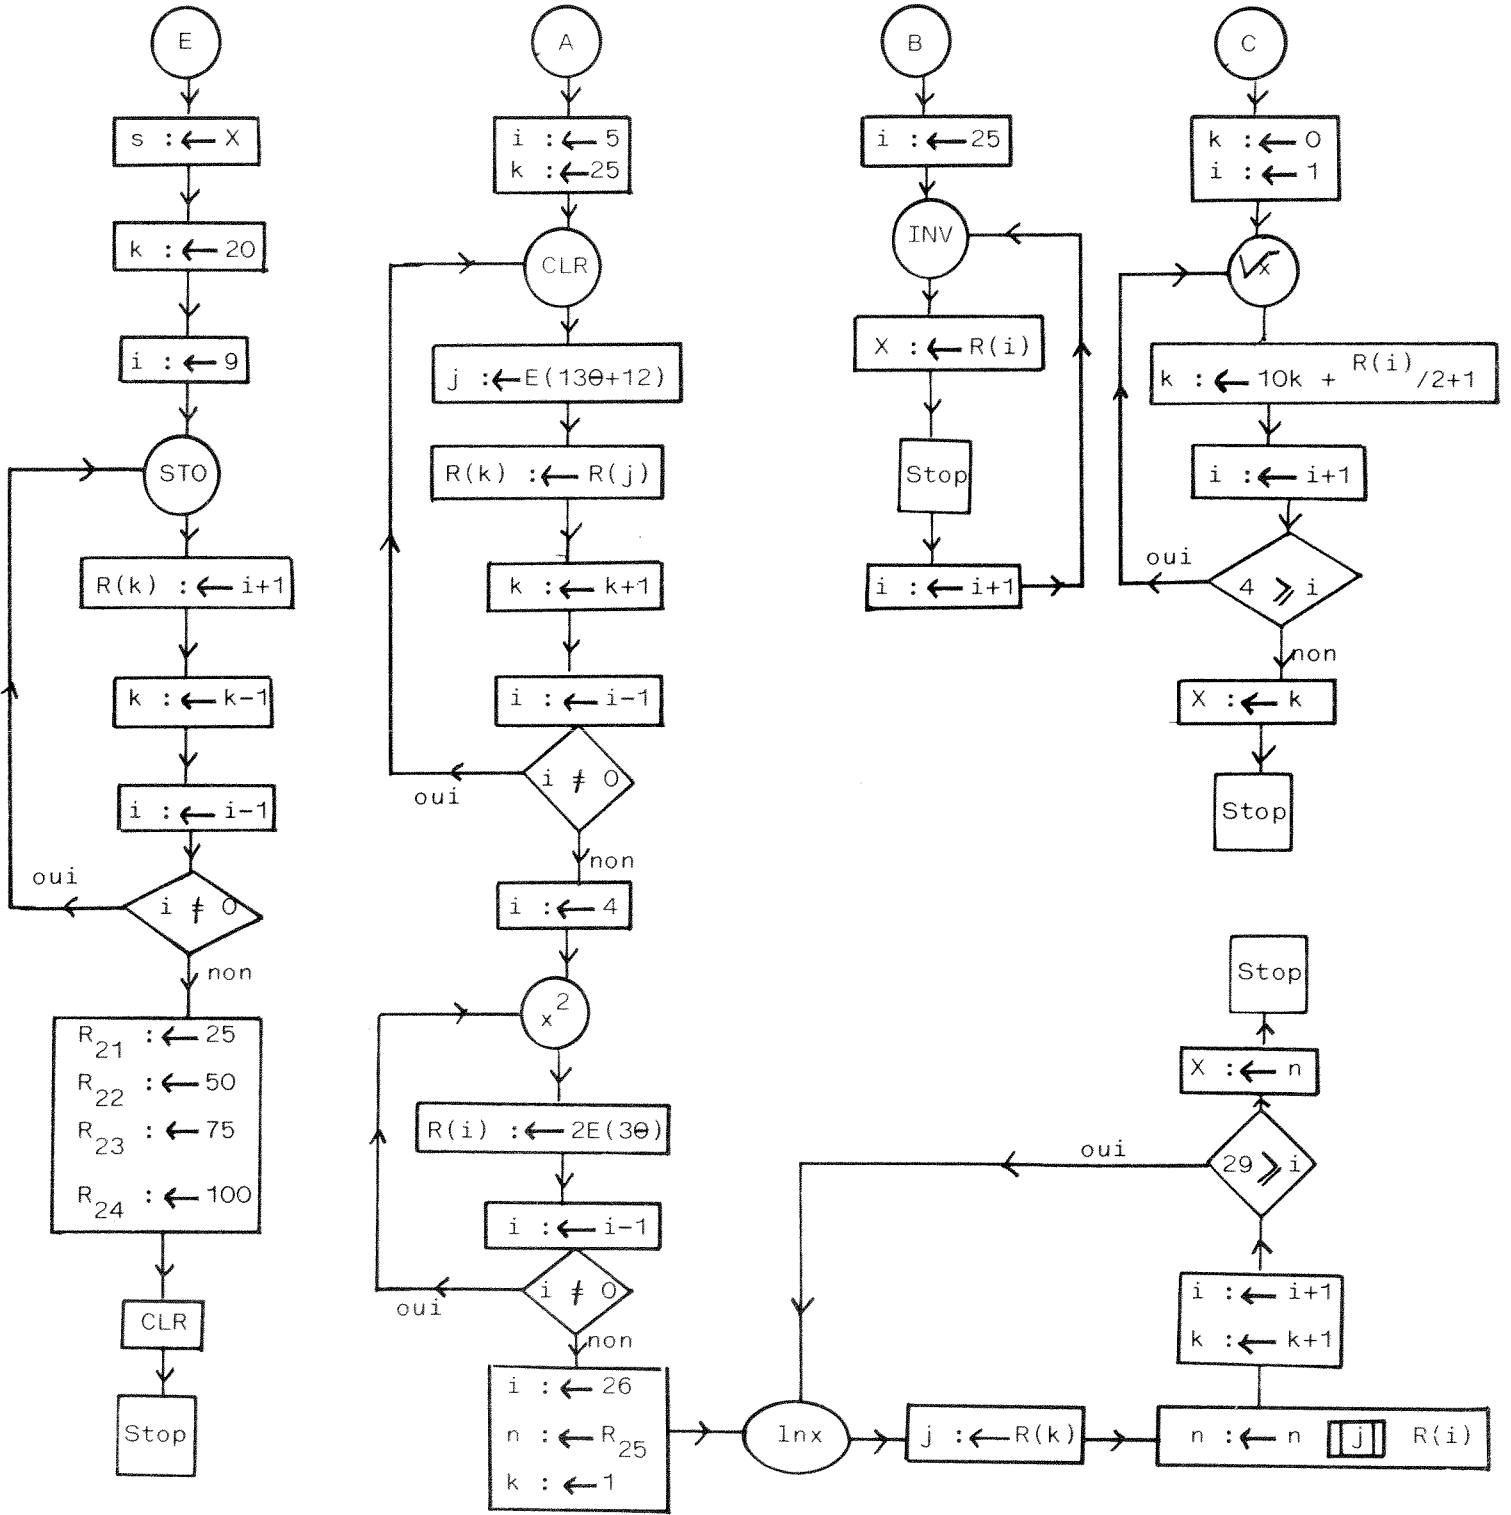 E
s :← X
k :← 20
i :← 9
STO
R(k) :← i+1
k :← k-1
i :← i-1
i ≠ 0
oui
non
R21 :← 25
R22 :← 50
R23 :← 75
R24 :← 100
CLR
Stop
A
i :← 5
k :← 25
CLR
j :← E(13θ+12)
R(k) :← R(j)
k :← k+1
i :← i-1
i ≠ 0
oui
non
i :← 4
x²
R(i) :← 2E(3θ)
i :← i-1
i ≠ 0
oui
non
i :← 26
n :← R25
k :← 1
lnx
j :← R(k)
n :← n j R(i)
i :← i+1
k :← k+1
29 ⩾ i
oui
X :← n
Stop
B
i :← 25
INV
X :← R(i)
Stop
i :← i+1
C
k :← 0
i :← 1
√x
k :← 10k + R(i)/2+1
i :← i+1
4 ⩾ i
oui
non
X :← k
Stop